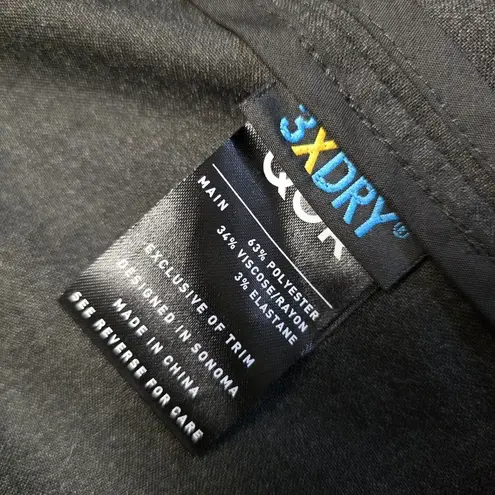 3XDRY®
MAIN
63% POLYESTER
34% VISCOSE/RAYON
3% ELASTANE
EXCLUSIVE OF TRIM
DESIGNED IN SONOMA
MADE IN CHINA
SEE REVERSE FOR CARE